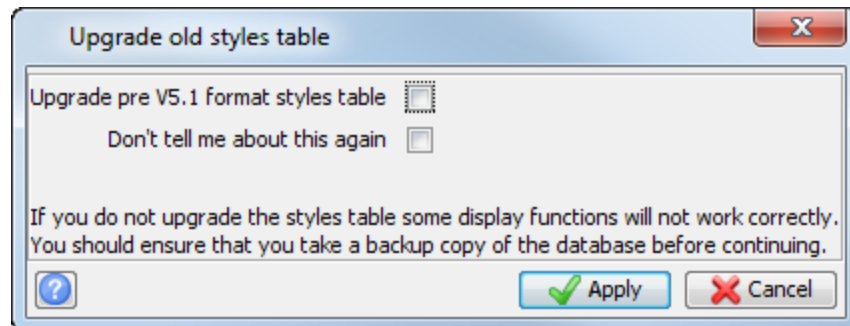 Upgrade old styles table
Upgrade pre V5.1 format styles table
Don't tell me about this again
If you do not upgrade the styles table some display functions will not work correctly.
You should ensure that you take a backup copy of the database before continuing.
? Apply Cancel